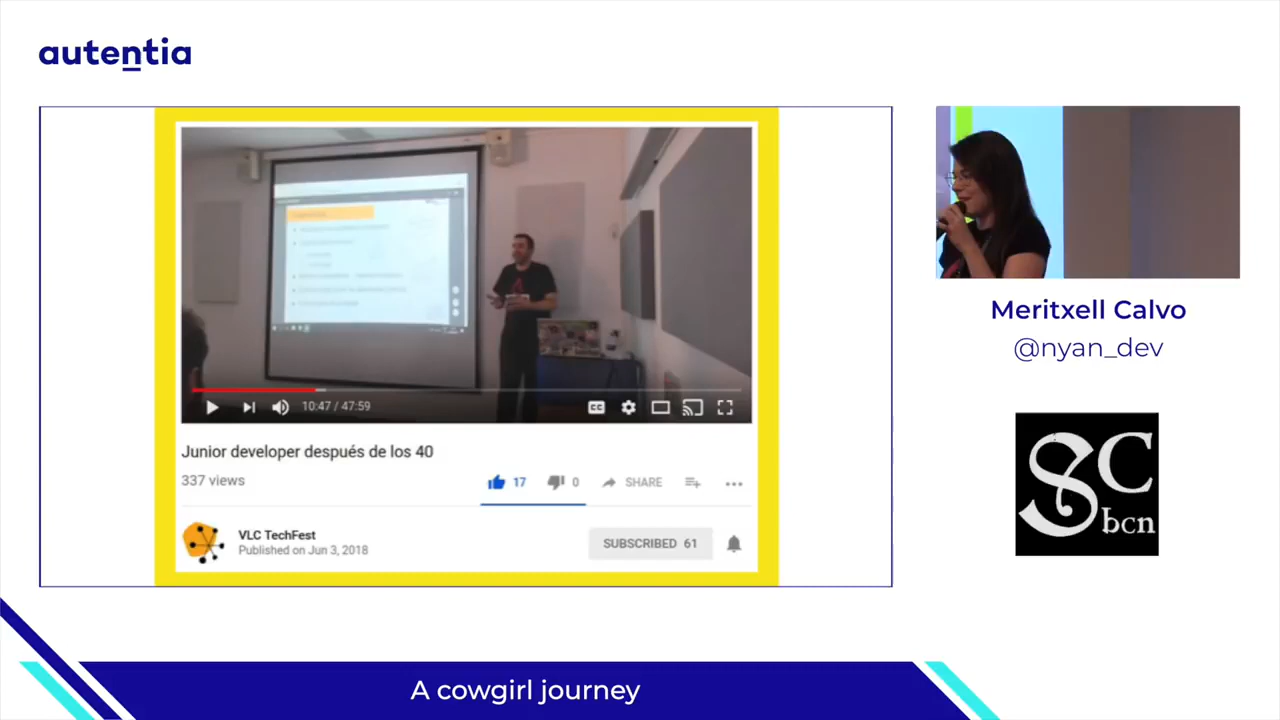 autentia
10:47 / 47:59
CC
Junior developer después de los 40
337 views
17
0
SHARE
VLC TechFest
Published on Jun 3, 2018
SUBSCRIBED 61
Meritxell Calvo
@nyan_dev
SC
bcn
A cowgirl journey